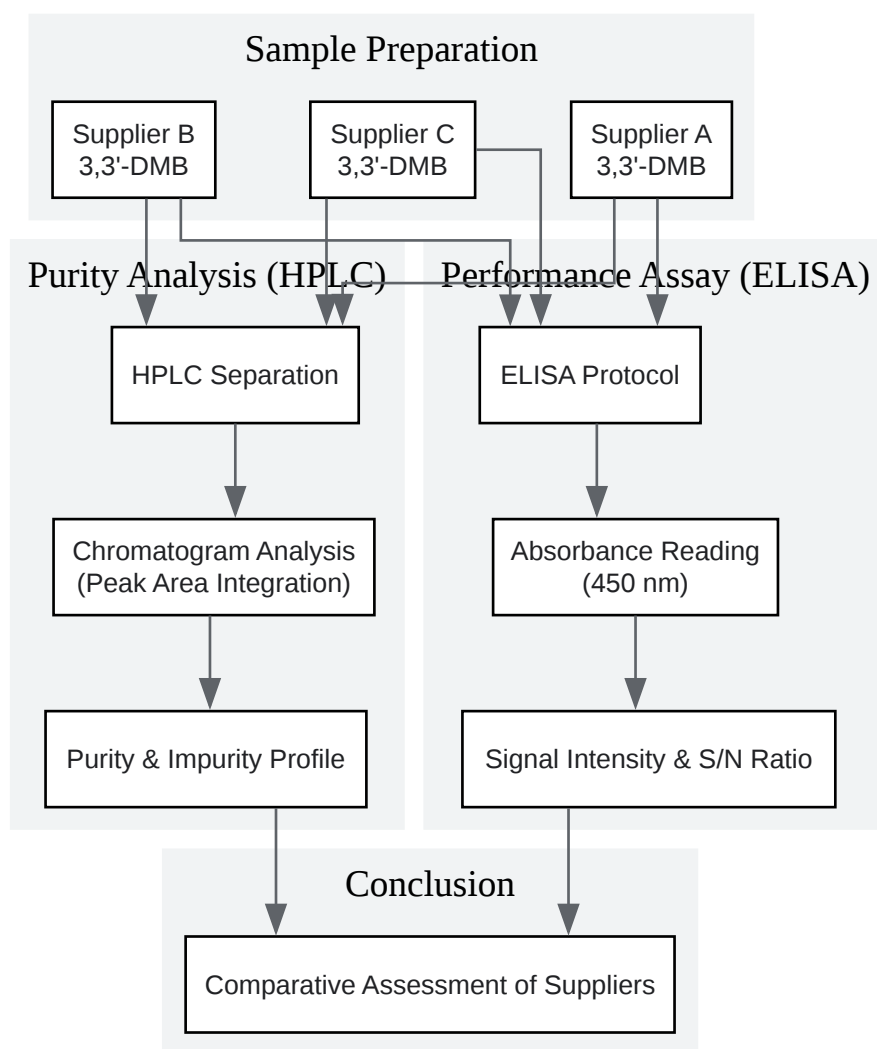 Sample Preparation
Supplier B
3,3'-DMB
Supplier C
3,3'-DMB
Supplier A
3,3'-DMB
Purity Analysis (HPLC)
Performance Assay (ELISA)
HPLC Separation
ELISA Protocol
Chromatogram Analysis
(Peak Area Integration)
Absorbance Reading
(450 nm)
Purity & Impurity Profile
Signal Intensity & S/N Ratio
Conclusion
Comparative Assessment of Suppliers